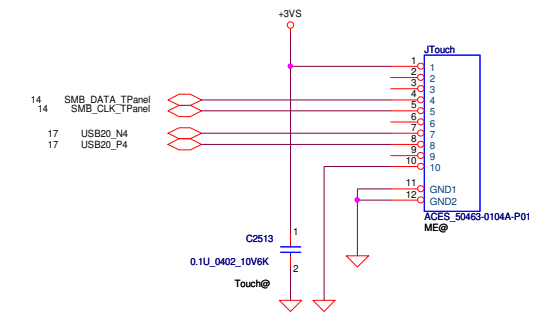 +3VS
JTouch
1 1
2 2
3 3
14 SMB_DATA_TPanel 4 4
14 SMB_CLK_TPanel 5 5
6 6
17 USB20_N4 7 7
17 USB20_P4 8 8
9 9
10 10
11 GND1
12 GND2
ACES_50463-0104A-P01
ME@
1
C2513
0.1U_0402_10V6K
2
Touch@